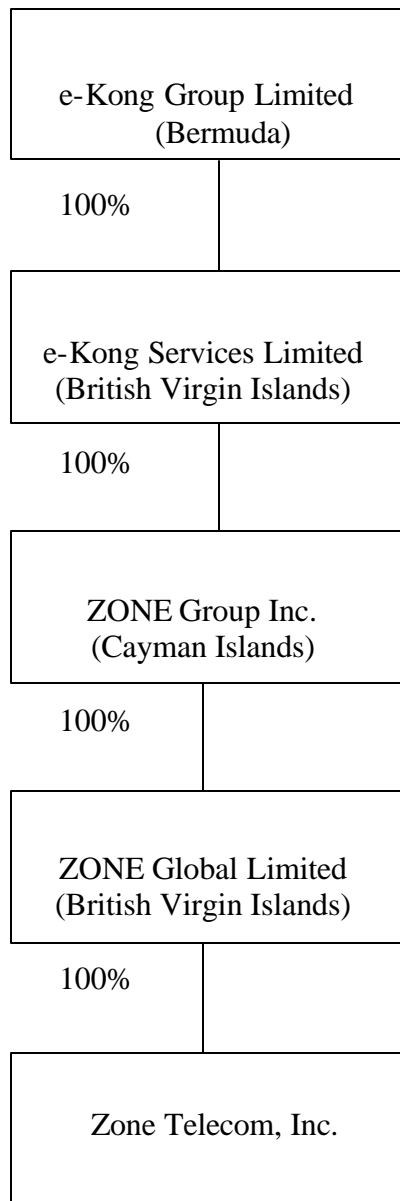 e-Kong Group Limited
(Bermuda)
100%
e-Kong Services Limited
(British Virgin Islands)
100%
ZONE Group Inc.
(Cayman Islands)
100%
ZONE Global Limited
(British Virgin Islands)
100%
Zone Telecom, Inc.